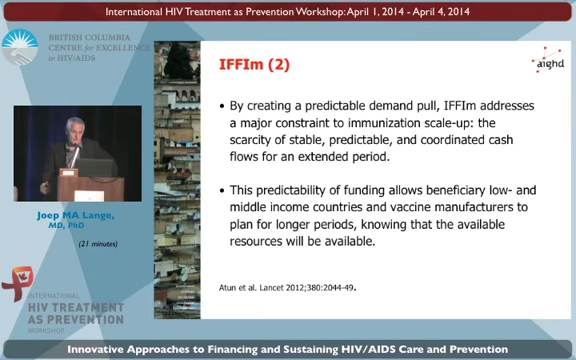 International HIV Treatment as Prevention Workshop: April 1, 2014 - April 4, 2014
BRITISH COLUMBIA
CENTRE for EXCELLENCE
in HIV/AIDS
IFFIm (2)
aighd
• By creating a predictable demand pull, IFFIm addresses
a major constraint to immunization scale-up: the
scarcity of stable, predictable, and coordinated cash
flows for an extended period.
• This predictability of funding allows beneficiary low- and
middle income countries and vaccine manufacturers to
plan for longer periods, knowing that the available
resources will be available.
Atun et al. Lancet 2012;380:2044-49.
Joep MA Lange,
MD, PhD
(21 minutes)
INTERNATIONAL
HIV TREATMENT
AS PREVENTION
WORKSHOP
Innovative Approaches to Financing and Sustaining HIV/AIDS Care and Prevention